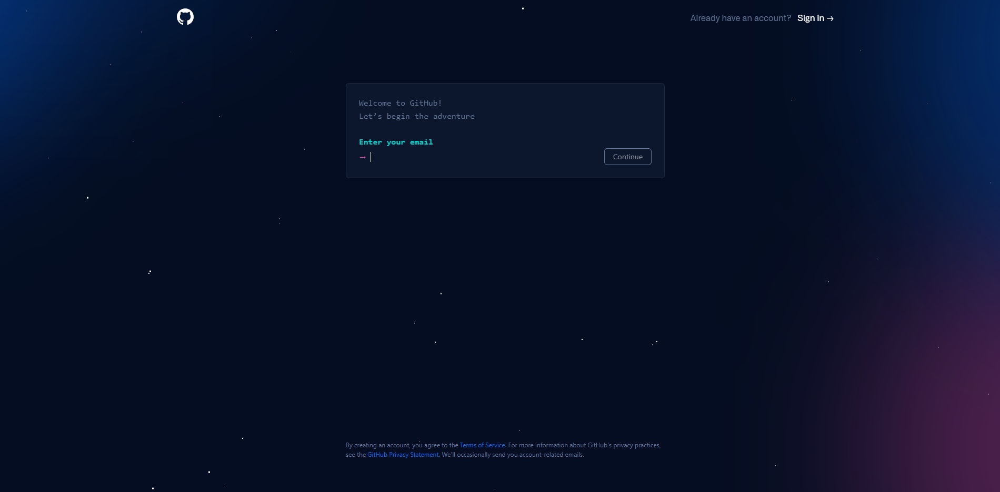 Already have an account? Sign in →
Welcome to GitHub!
Let’s begin the adventure
Enter your email
→
Continue
By creating an account, you agree to the Terms of Service. For more information about GitHub's privacy practices,
see the GitHub Privacy Statement. We'll occasionally send you account-related emails.